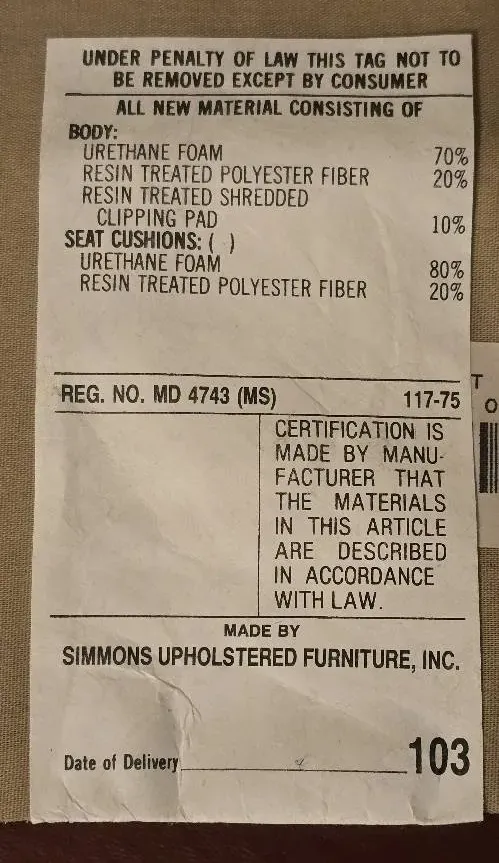 UNDER PENALTY OF LAW THIS TAG NOT TO
BE REMOVED EXCEPT BY CONSUMER
ALL NEW MATERIAL CONSISTING OF
BODY:
URETHANE FOAM 70%
RESIN TREATED POLYESTER FIBER 20%
RESIN TREATED SHREDDED
CLIPPING PAD 10%
SEAT CUSHIONS: ( )
URETHANE FOAM 80%
RESIN TREATED POLYESTER FIBER 20%
REG. NO. MD 4743 (MS) 117-75
CERTIFICATION IS
MADE BY MANU-
FACTURER THAT
THE MATERIALS
IN THIS ARTICLE
ARE DESCRIBED
IN ACCORDANCE
WITH LAW.
MADE BY
SIMMONS UPHOLSTERED FURNITURE, INC.
Date of Delivery 103
T
O